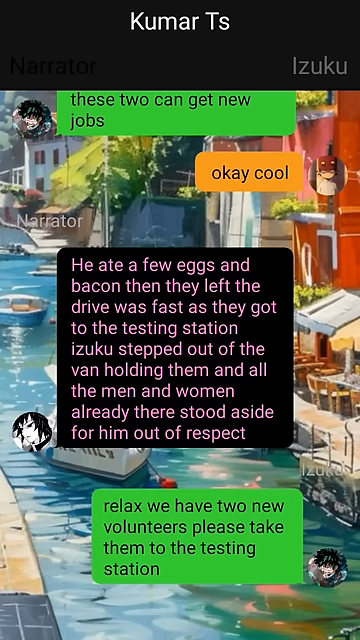 Kumar Ts
Narrator
Izuku
these two can get new
jobs
okay cool
Narrator
He ate a few eggs and
bacon then they left the
drive was fast as they got
to the testing station
izuku stepped out of the
van holding them and all
the men and women
already there stood aside
for him out of respect
Izuku
relax we have two new
volunteers please take
them to the testing
station